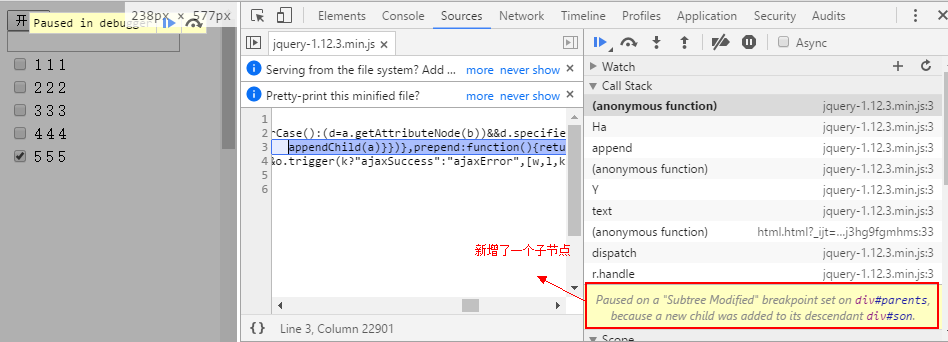 开
Paused in debugger
238px × 577px
1 1 1
2 2 2
3 3 3
4 4 4
5 5 5
Elements Console Sources Network Timeline Profiles Application Security Audits
jquery-1.12.3.min.js ×
Serving from the file system? Add ... more never show ×
Pretty-print this minified file? more never show ×
1
2 rCase():(d=a.getAttributeNode(b))&&d.specifie
3 appendChild(a)}})},prepend:function(){retu
4 &o.trigger(k?"ajaxSuccess":"ajaxError",[w,l,k
5
6
新增了一个子节点
{} Line 3, Column 22901
Async
Watch
Call Stack
(anonymous function) jquery-1.12.3.min.js:3
Ha jquery-1.12.3.min.js:3
append jquery-1.12.3.min.js:3
(anonymous function) jquery-1.12.3.min.js:3
Y jquery-1.12.3.min.js:3
text jquery-1.12.3.min.js:3
(anonymous function) html.html?_ijt=…j3hg9fgmhms:33
dispatch jquery-1.12.3.min.js:3
r.handle jquery-1.12.3.min.js:3
Paused on a "Subtree Modified" breakpoint set on div#parents,
because a new child was added to its descendant div#son.
Scope